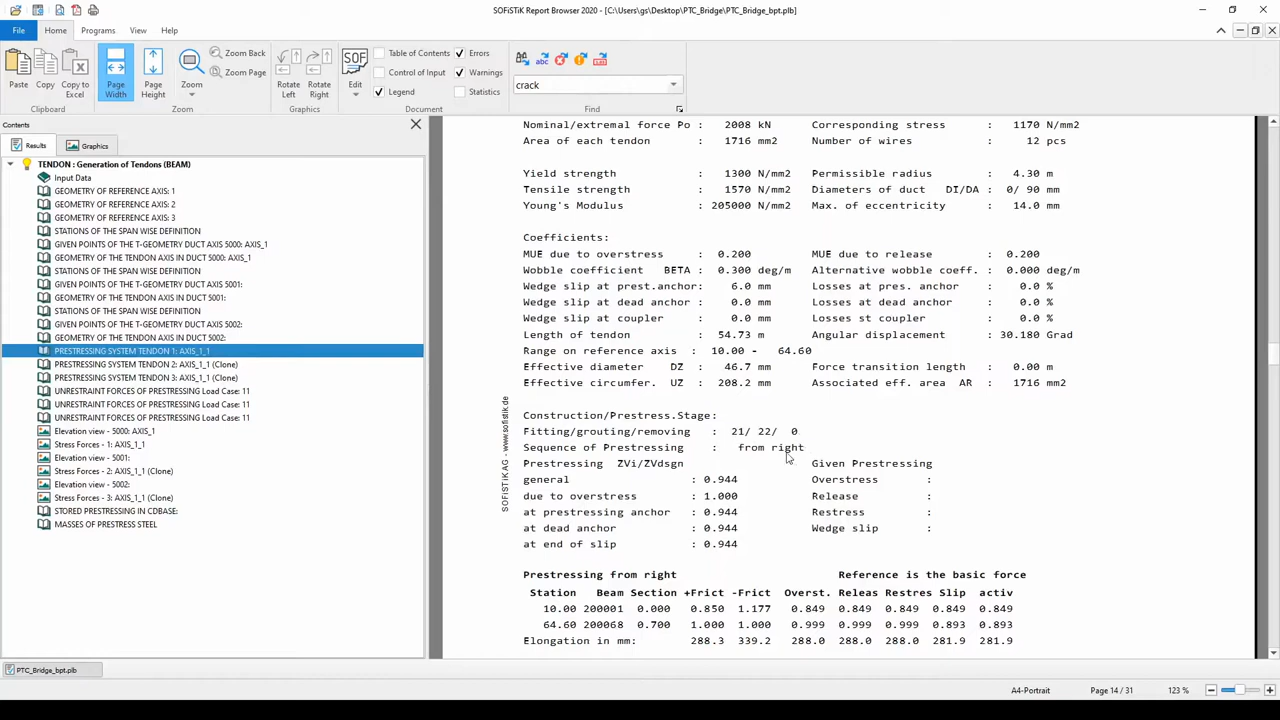 SOFiSTiK Report Browser 2020 - [C:\Users\gs\Desktop\PTC_Bridge\PTC_Bridge_bpt.plb]
File Home Programs View Help
Paste Copy Copy to Excel
Clipboard
Page Width Page Height Zoom Zoom Back Zoom Page
Zoom
Rotate Left Rotate Right
Graphics
SOF Edit
Table of Contents Errors
Control of Input Warnings
Legend Statistics
Document
abc
crack
Find
Contents
Results Graphics
TENDON : Generation of Tendons (BEAM)
Input Data
GEOMETRY OF REFERENCE AXIS: 1
GEOMETRY OF REFERENCE AXIS: 2
GEOMETRY OF REFERENCE AXIS: 3
STATIONS OF THE SPAN WISE DEFINITION
GIVEN POINTS OF THE T-GEOMETRY DUCT AXIS 5000: AXIS_1
GEOMETRY OF THE TENDON AXIS IN DUCT 5000: AXIS_1
STATIONS OF THE SPAN WISE DEFINITION
GIVEN POINTS OF THE T-GEOMETRY DUCT AXIS 5001:
GEOMETRY OF THE TENDON AXIS IN DUCT 5001:
STATIONS OF THE SPAN WISE DEFINITION
GIVEN POINTS OF THE T-GEOMETRY DUCT AXIS 5002:
GEOMETRY OF THE TENDON AXIS IN DUCT 5002:
PRESTRESSING SYSTEM TENDON 1: AXIS_1_1
PRESTRESSING SYSTEM TENDON 2: AXIS_1_1 (Clone)
PRESTRESSING SYSTEM TENDON 3: AXIS_1_1 (Clone)
UNRESTRAINT FORCES OF PRESTRESSING Load Case: 11
UNRESTRAINT FORCES OF PRESTRESSING Load Case: 11
UNRESTRAINT FORCES OF PRESTRESSING Load Case: 11
Elevation view - 5000: AXIS_1
Stress Forces - 1: AXIS_1_1
Elevation view - 5001:
Stress Forces - 2: AXIS_1_1 (Clone)
Elevation view - 5002:
Stress Forces - 3: AXIS_1_1 (Clone)
STORED PRESTRESSING IN CDBASE:
MASSES OF PRESTRESS STEEL
Nominal/extremal force Po : 2008 kN Corresponding stress : 1170 N/mm2
Area of each tendon : 1716 mm2 Number of wires : 12 pcs
Yield strength : 1300 N/mm2 Permissible radius : 4.30 m
Tensile strength : 1570 N/mm2 Diameters of duct DI/DA : 0/ 90 mm
Young's Modulus : 205000 N/mm2 Max. of eccentricity : 14.0 mm
Coefficients:
MUE due to overstress : 0.200 MUE due to release : 0.200
Wobble coefficient BETA : 0.300 deg/m Alternative wobble coeff. : 0.000 deg/m
Wedge slip at prest.anchor: 6.0 mm Losses at pres. anchor : 0.0 %
Wedge slip at dead anchor : 0.0 mm Losses at dead anchor : 0.0 %
Wedge slip at coupler : 0.0 mm Losses st coupler : 0.0 %
Length of tendon : 54.73 m Angular displacement : 30.180 Grad
Range on reference axis : 10.00 - 64.60
Effective diameter DZ : 46.7 mm Force transition length : 0.00 m
Effective circumfer. UZ : 208.2 mm Associated eff. area AR : 1716 mm2
SOFiSTiK AG - www.sofistik.de
Construction/Prestress.Stage:
Fitting/grouting/removing : 21/ 22/ 0
Sequence of Prestressing : from right
Prestressing ZVi/ZVdsgn Given Prestressing
general : 0.944 Overstress :
due to overstress : 1.000 Release :
at prestressing anchor : 0.944 Restress :
at dead anchor : 0.944 Wedge slip :
at end of slip : 0.944
Prestressing from right Reference is the basic force
Station Beam Section +Frict -Frict Overst. Releas Restres Slip activ
10.00 200001 0.000 0.850 1.177 0.849 0.849 0.849 0.849 0.849
64.60 200068 0.700 1.000 1.000 0.999 0.999 0.999 0.893 0.893
Elongation in mm: 288.3 339.2 288.0 288.0 288.0 281.9 281.9
PTC_Bridge_bpt.plb
A4-Portrait Page 14 / 31 123 %